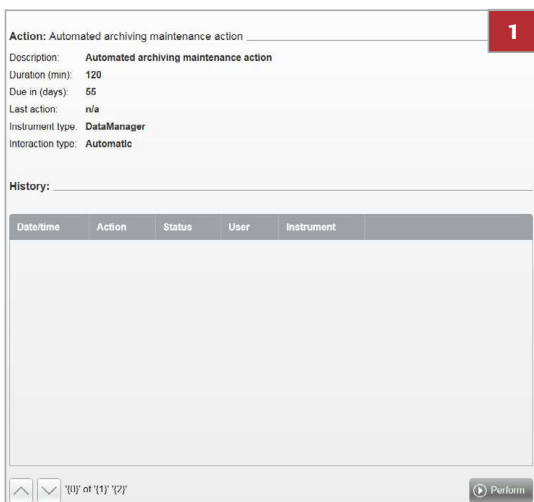 1
Action: Automated archiving maintenance action
Description: Automated archiving maintenance action
Duration (min): 120
Due in (days): 55
Last action: n/a
Instrument type: DataManager
Interaction type: Automatic
History:
Date/time Action Status User Instrument
'{0}' of '{1}' '{2}'
Perform